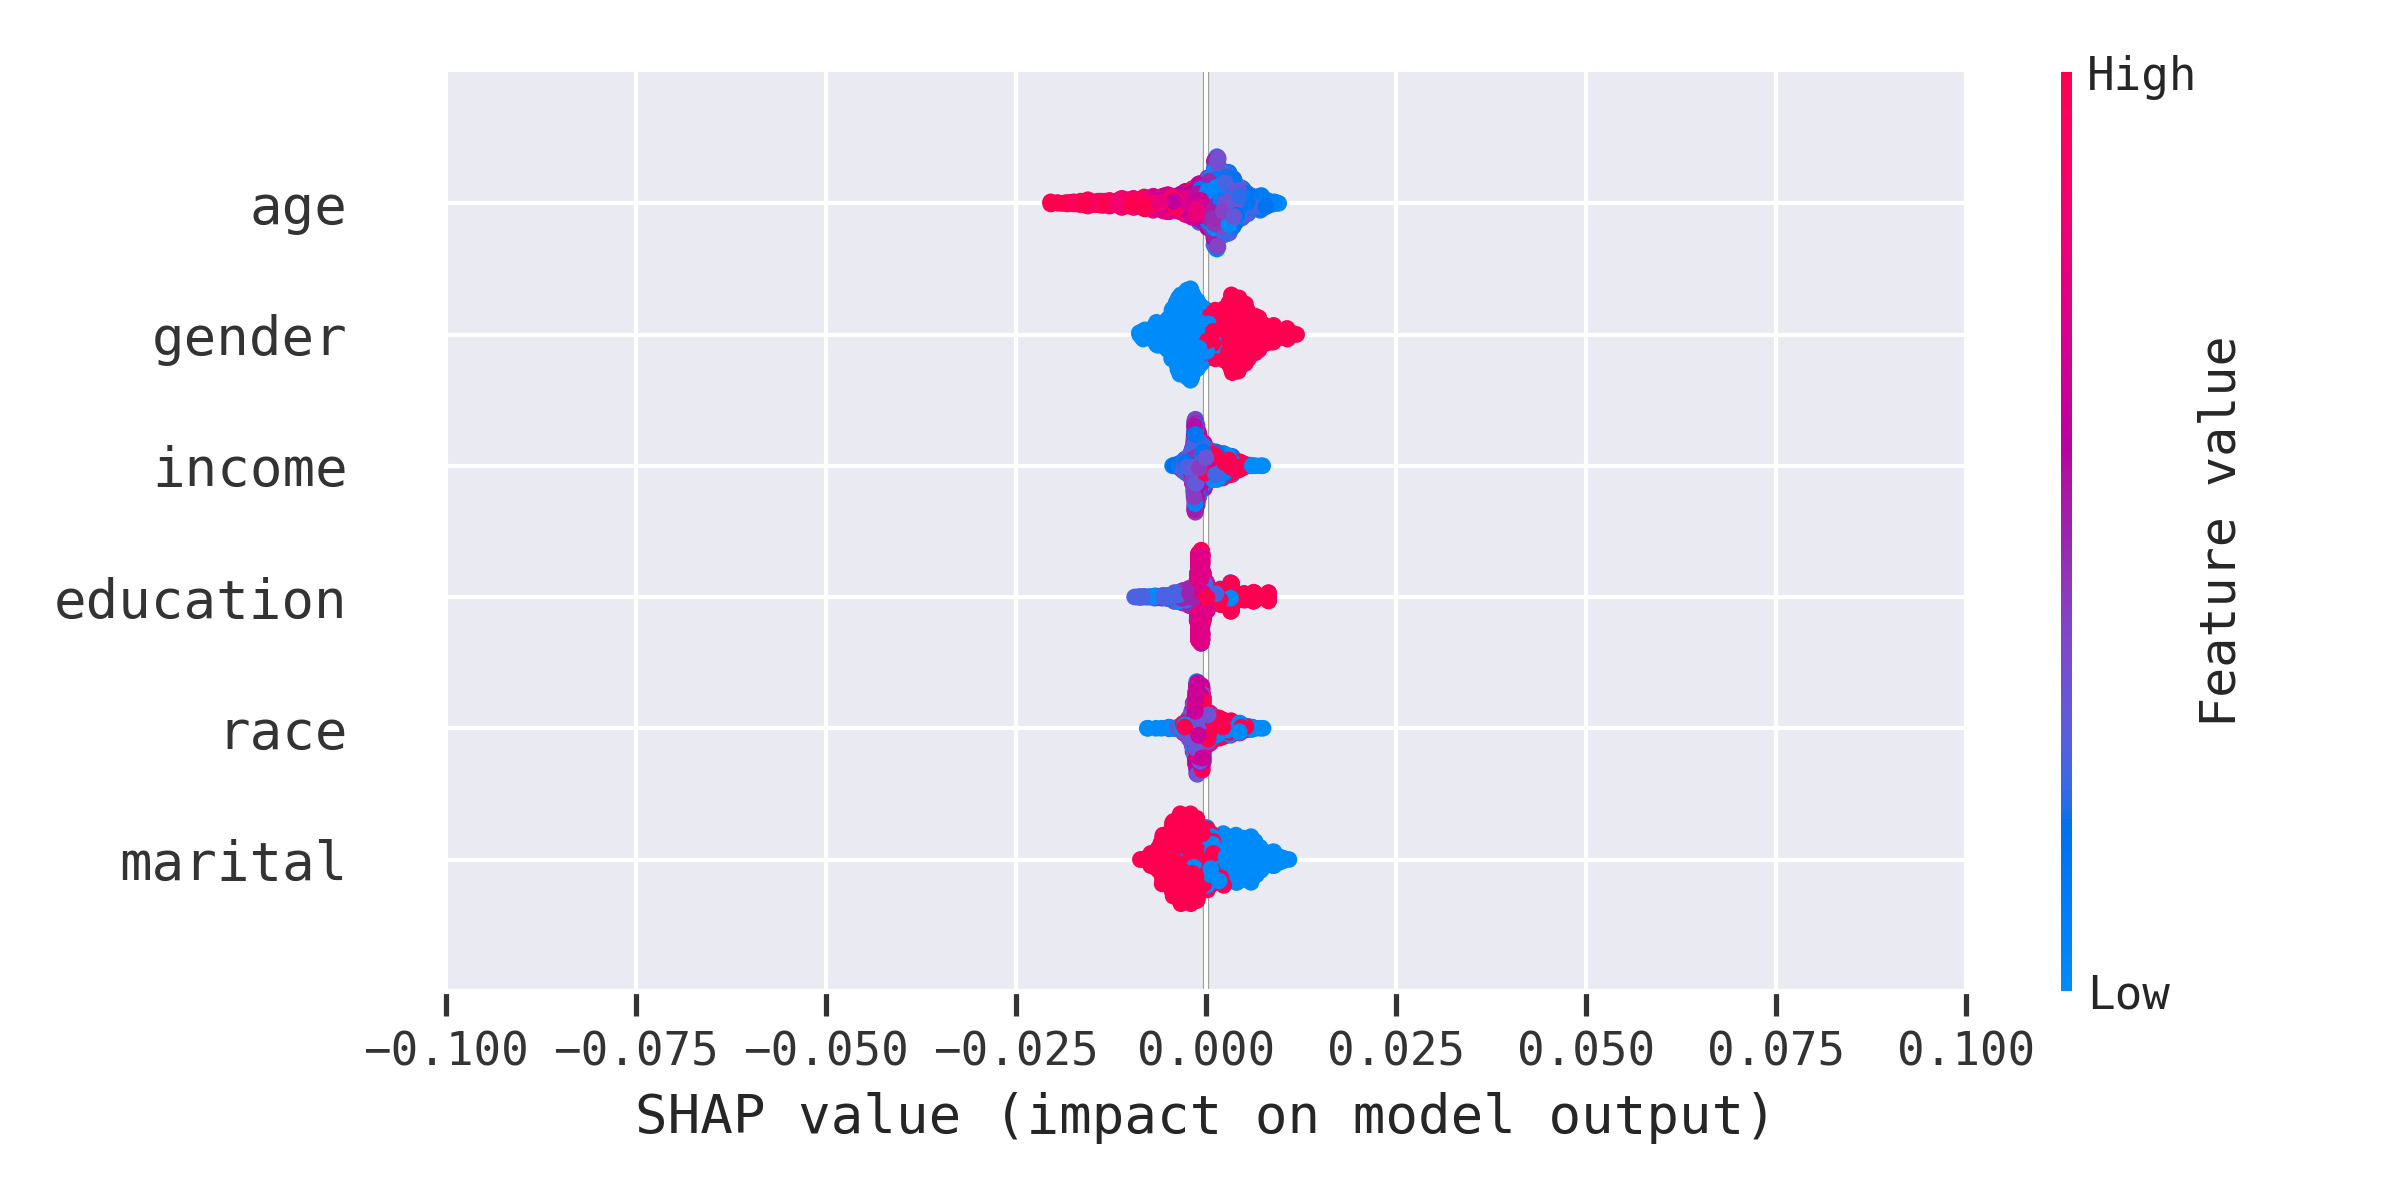 High
age
gender
income
education
race
marital
Low
Feature value
−0.100 −0.075 −0.050 −0.025 0.000 0.025 0.050 0.075 0.100
SHAP value (impact on model output)